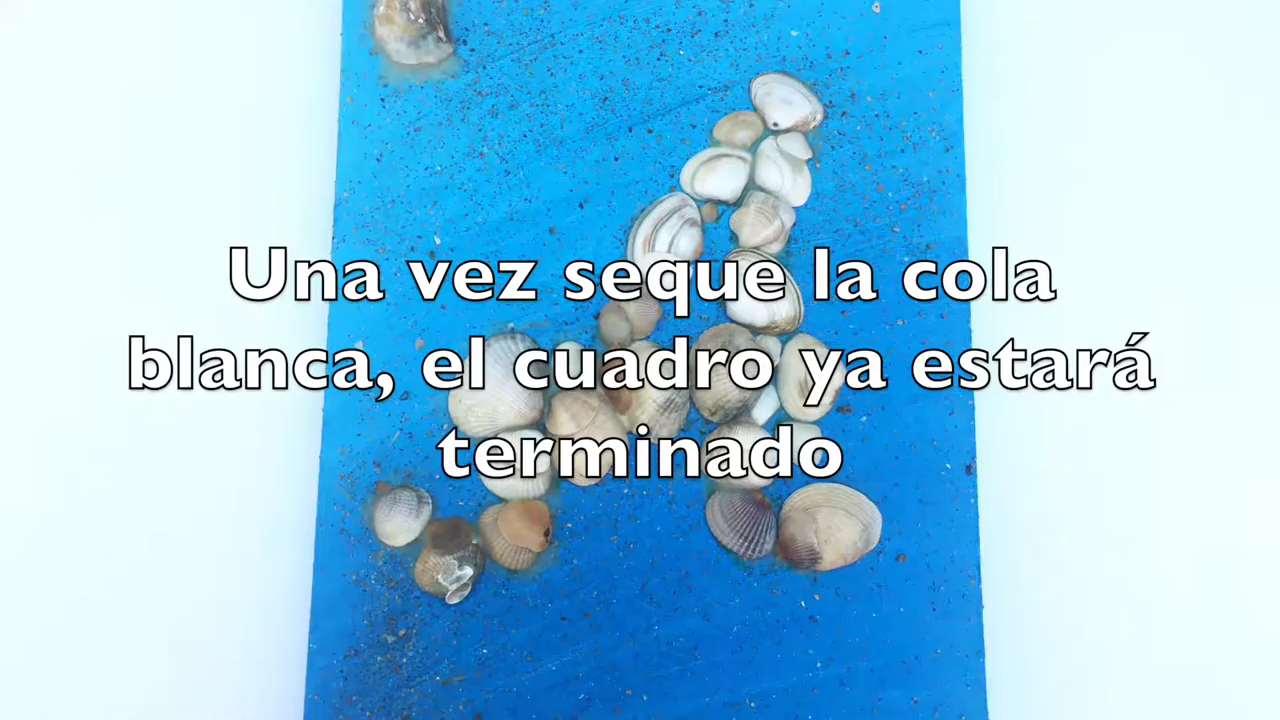 Una vez seque la cola
blanca, el cuadro ya estará
terminado